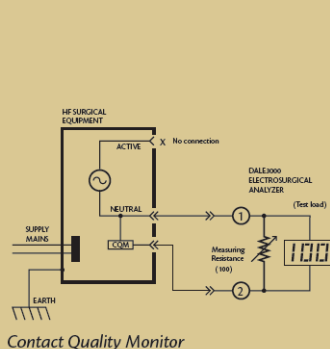 HF SURGICAL
EQUIPMENT
ACTIVE
X No connection
DALE3000
ELECTROSURGICAL
ANALYZER
(Test load)
NEUTRAL
1
SUPPLY
MAINS
CQM
Measuring
Resistance
(100)
100
2
EARTH
Contact Quality Monitor